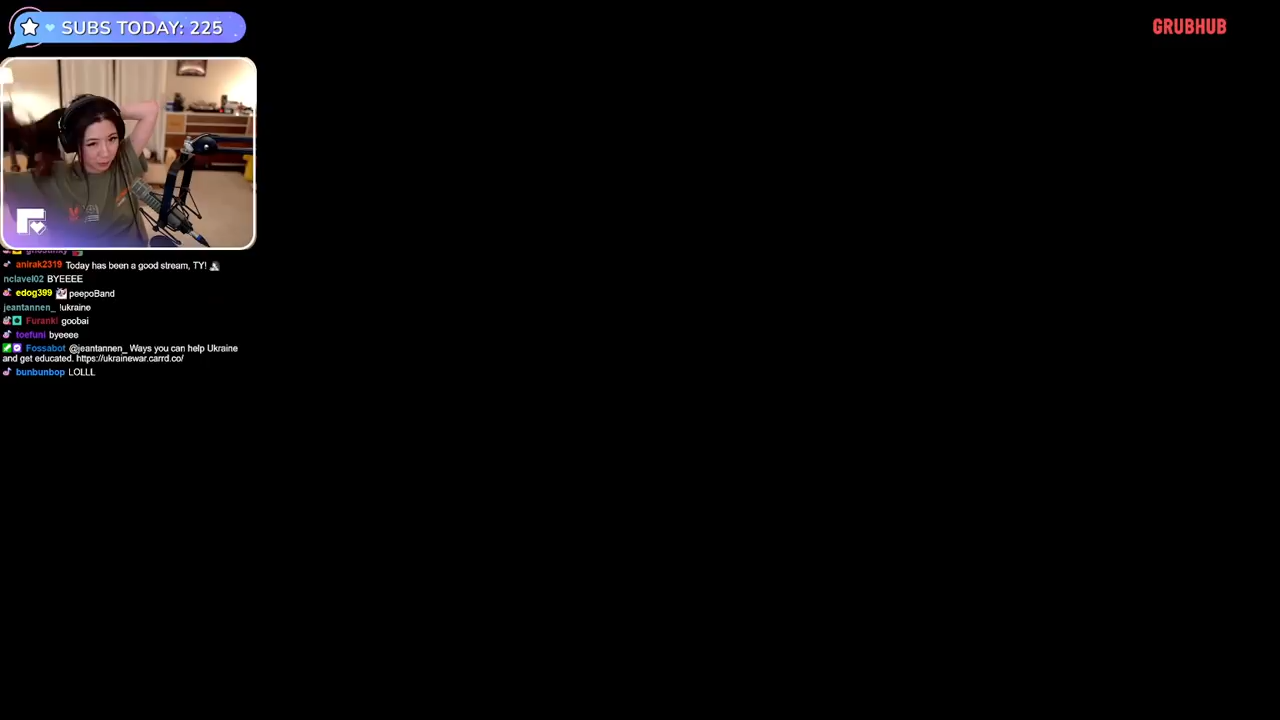 SUBS TODAY: 225
GRUBHUB
anirak2319 Today has been a good stream, TY!
nclavel02 BYEEEE
edog399 peepoBand
jeantannen_ !ukraine
Furankl goobai
toefuni byeeee
Fossabot @jeantannen_ Ways you can help Ukraine
and get educated. https://ukrainewar.carrd.co/
bunbunbop LOLLL